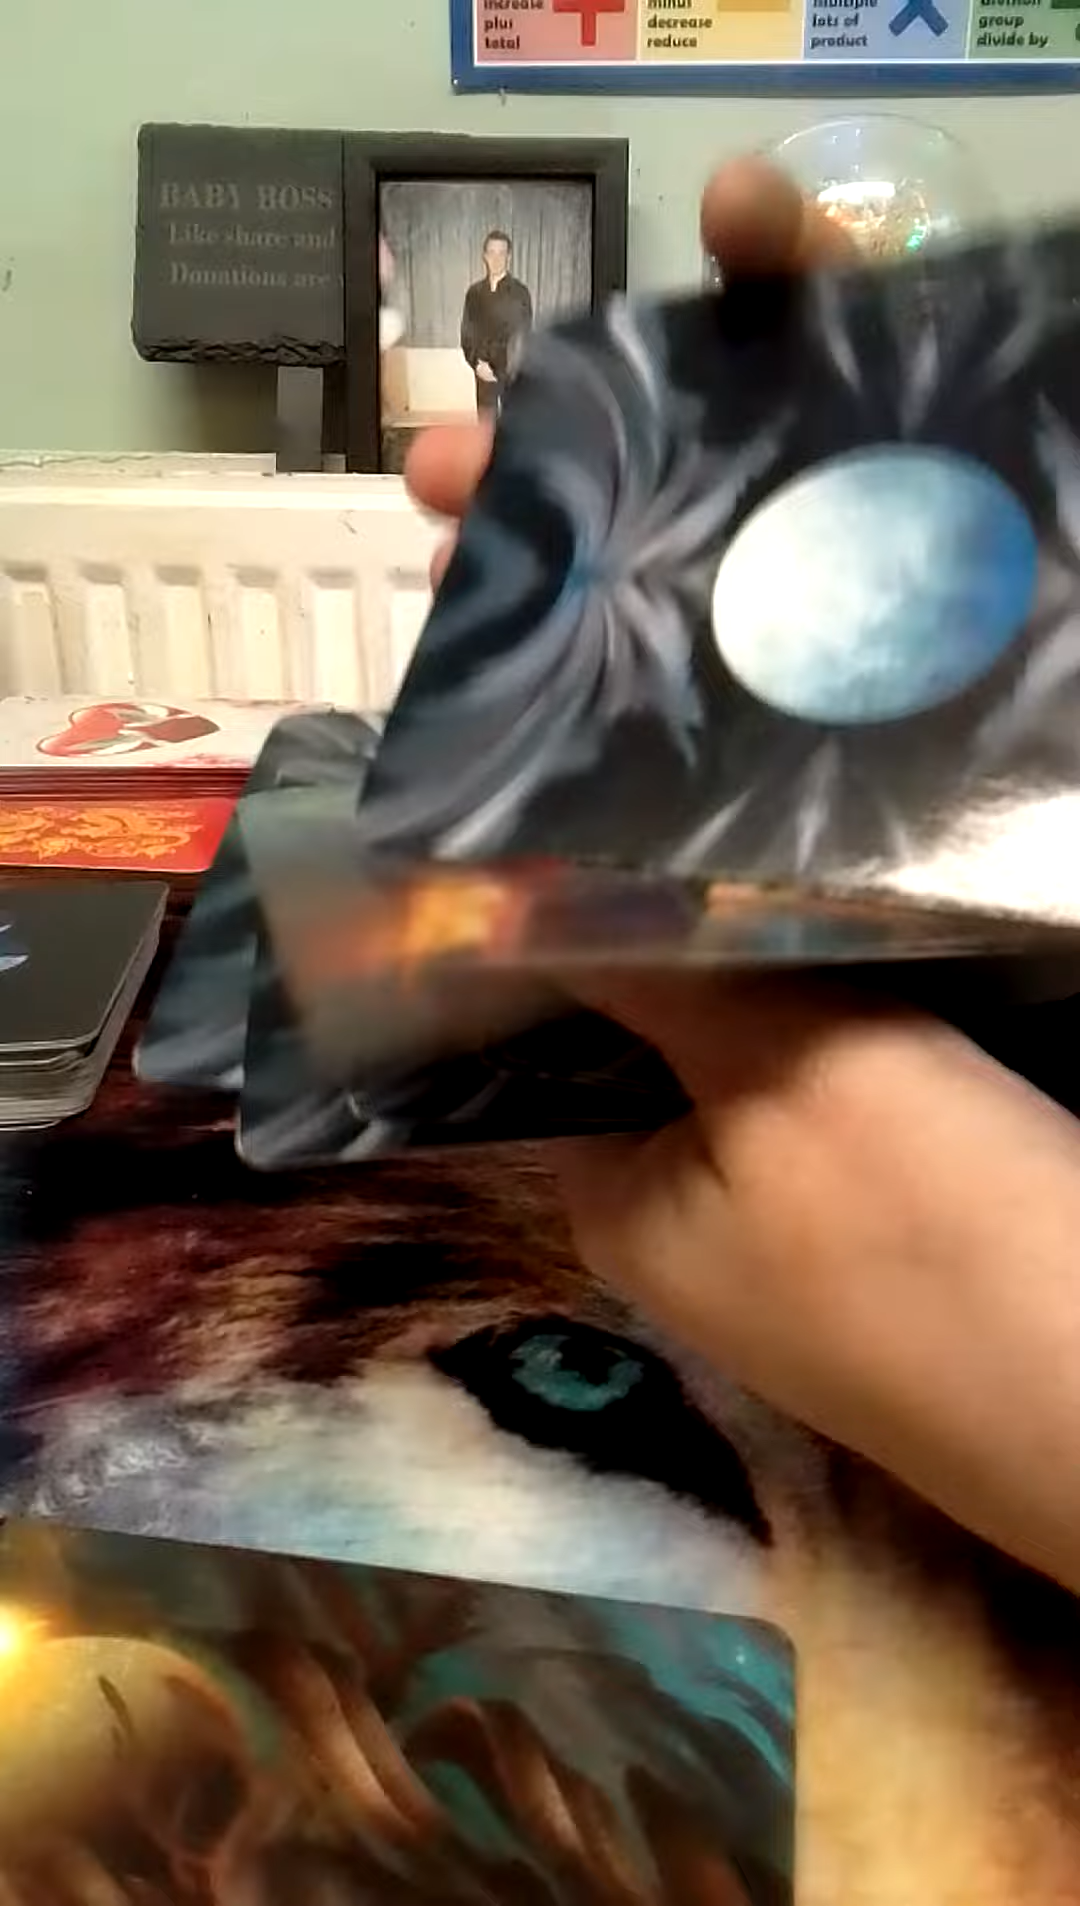 increase
plus
total
minus
decrease
reduce
multiple
lots of
product
division
group
divide by
BABY BOSS
Like share and
Donations are